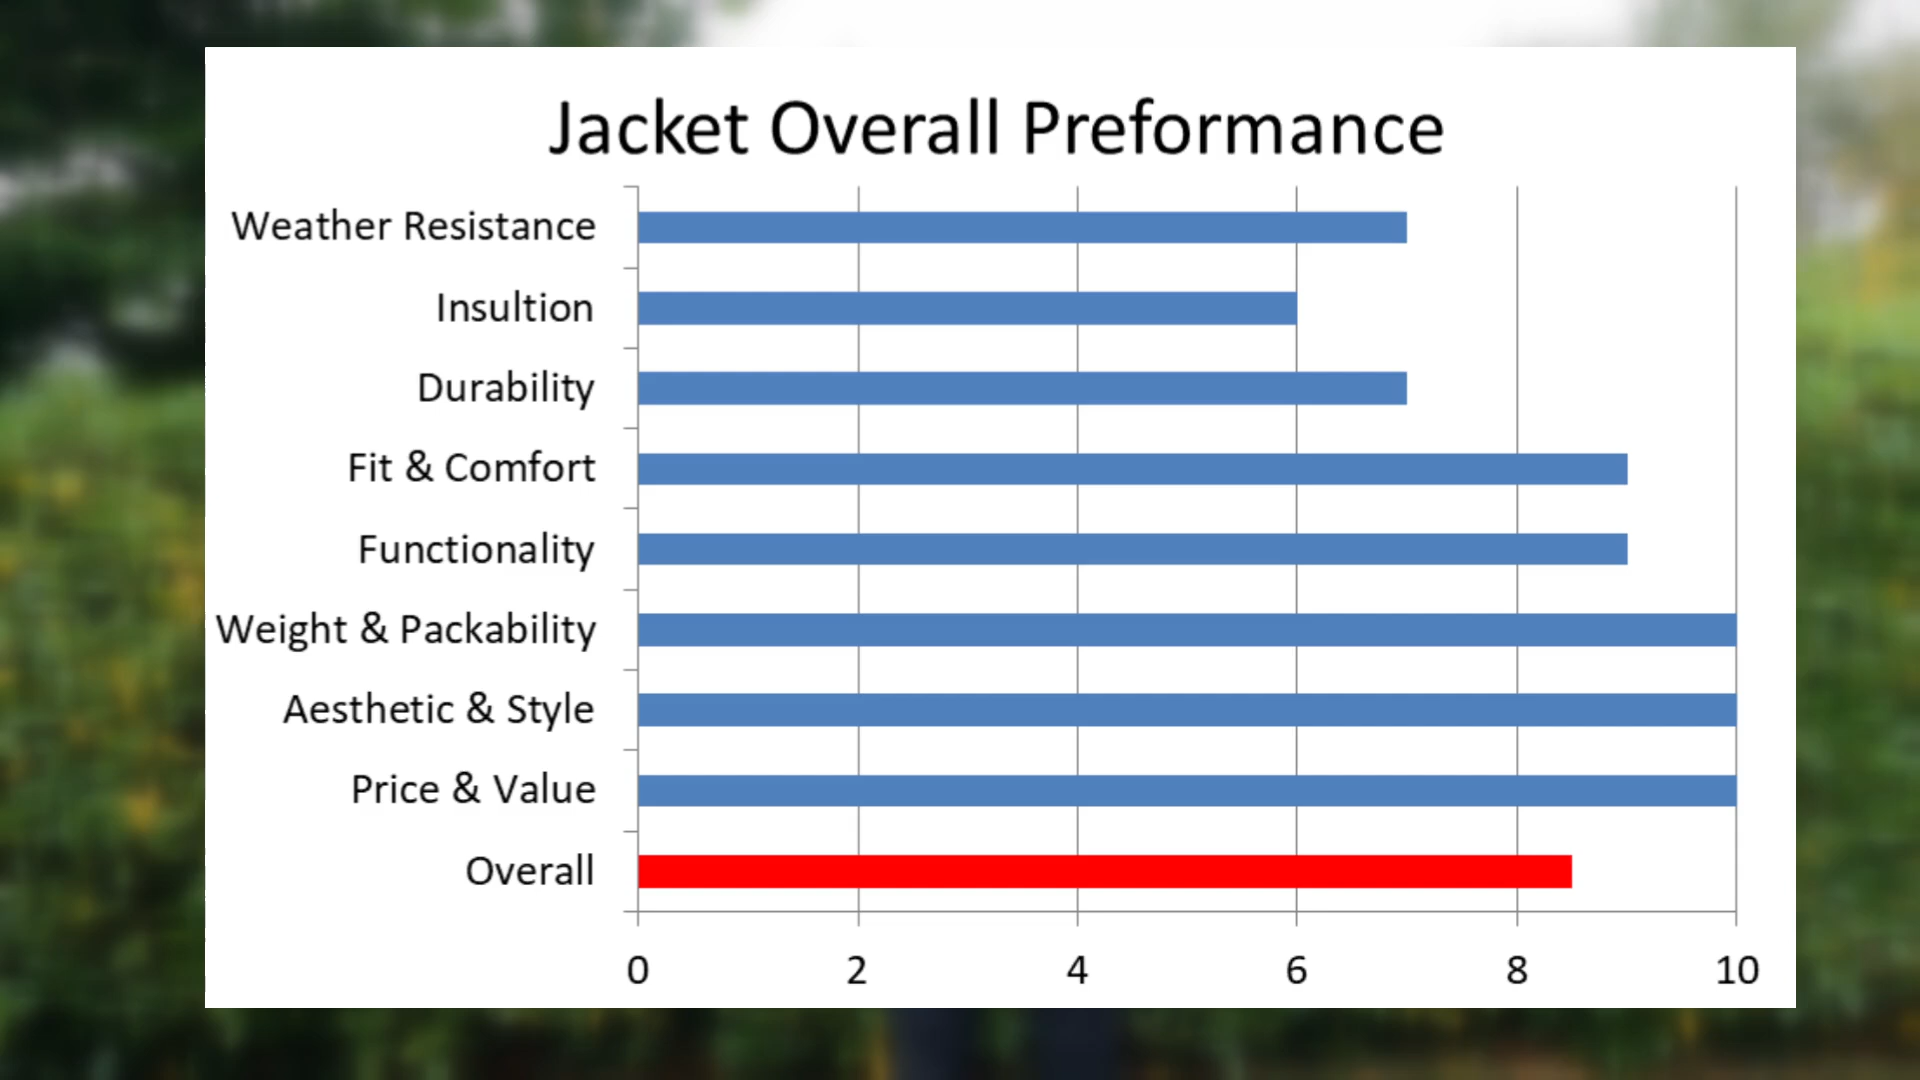 Jacket Overall Preformance
Weather Resistance
Insultion
Durability
Fit & Comfort
Functionality
Weight & Packability
Aesthetic & Style
Price & Value
Overall
0 2 4 6 8 10